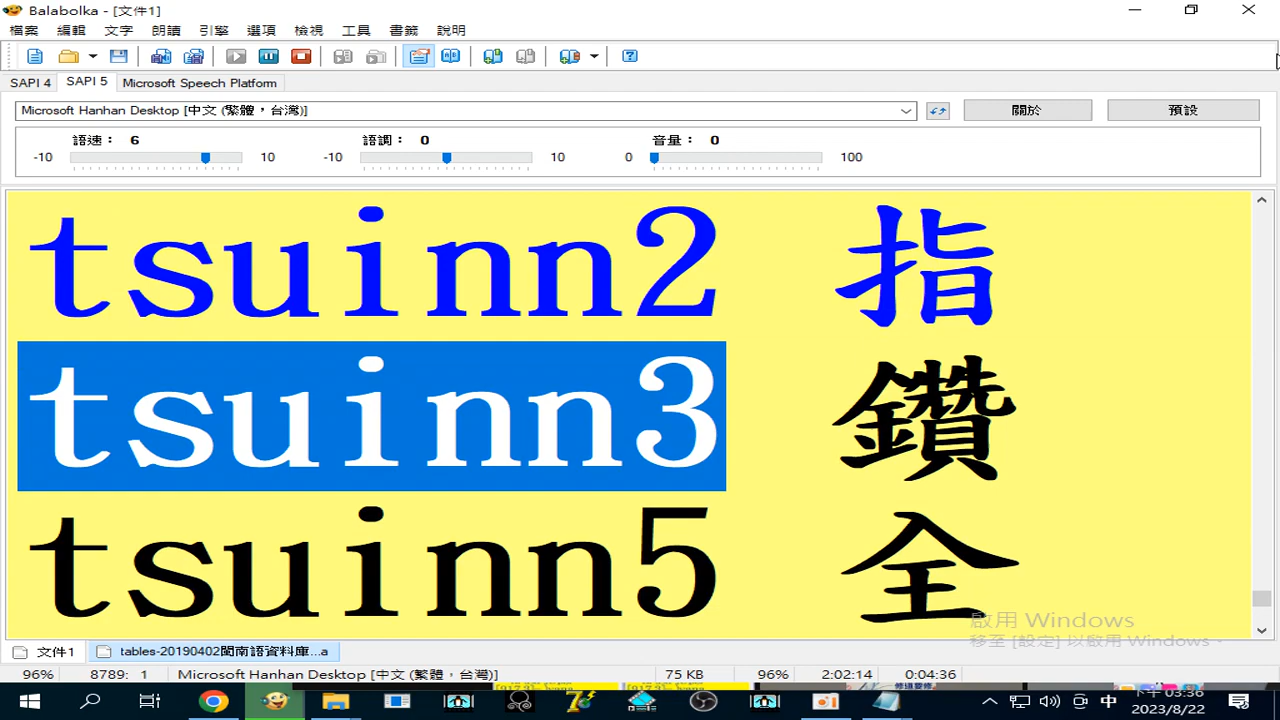 Balabolka - [文件1]
檔案 編輯 文字 朗讀 引擎 選項 檢視 工具 書籤 說明
SAPI 4 SAPI 5 Microsoft Speech Platform
Microsoft Hanhan Desktop [中文 (繁體，台灣)] 關於 預設
語速： 6 語調： 0 音量： 0
-10 10 -10 10 0 100
tsuinn2 指
tsuinn3 鑽
tsuinn5 全
啟用 Windows
移至 [設定] 以啟用 Windows。
文件1 tables-20190402閩南語資料庫...a
96% 8789: 1 Microsoft Hanhan Desktop [中文 (繁體，台灣)] 75 KB 96% 2:02:14 0:04:36
中 下午 03:36
2023/8/22